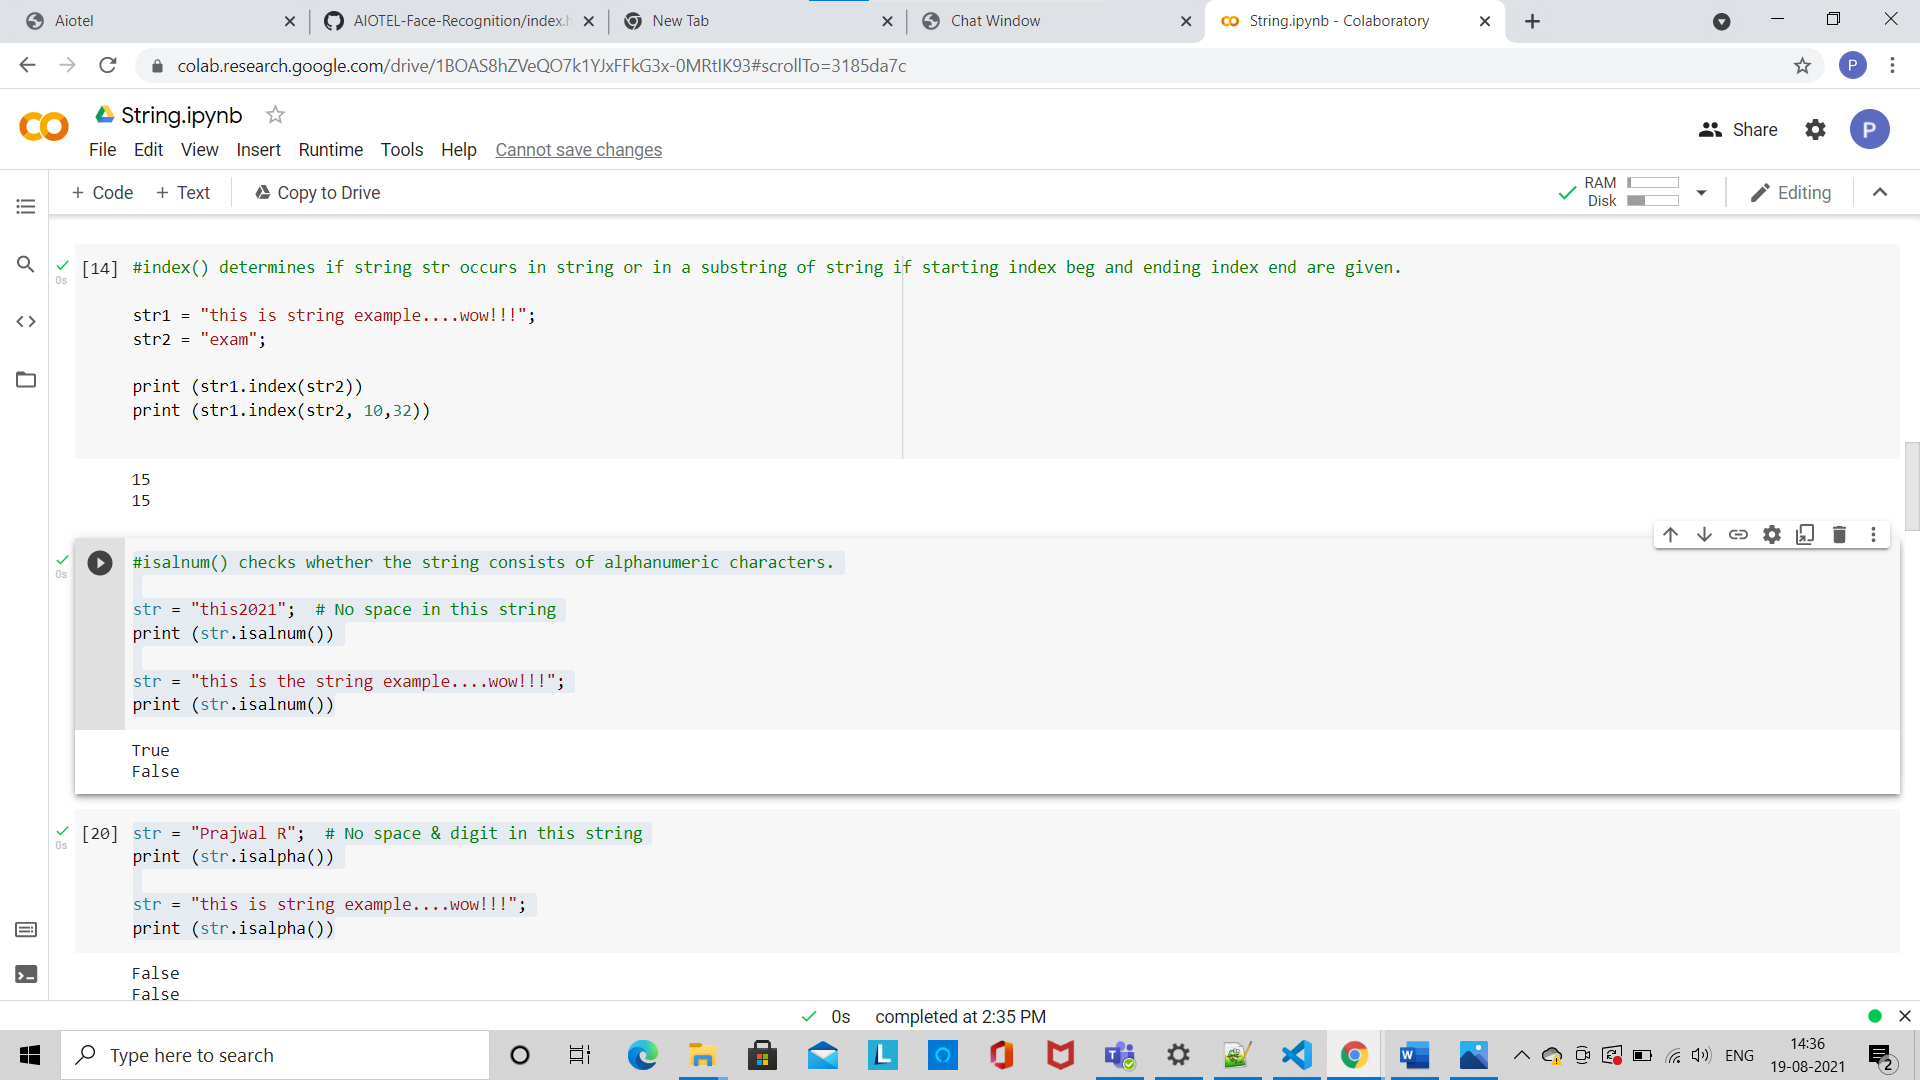 Aiotel
AIOTEL-Face-Recognition/index.h
New Tab
Chat Window
String.ipynb - Colaboratory
colab.research.google.com/drive/1BOAS8hZVeQO7k1YJxFFkG3x-0MRtIK93#scrollTo=3185da7c
P
String.ipynb
Share
P
File Edit View Insert Runtime Tools Help Cannot save changes
+ Code + Text Copy to Drive
RAM
Disk
Editing
0s
[14] #index() determines if string str occurs in string or in a substring of string if starting index beg and ending index end are given.
str1 = "this is string example....wow!!!";
str2 = "exam";
print (str1.index(str2))
print (str1.index(str2, 10,32))
15
15
0s
#isalnum() checks whether the string consists of alphanumeric characters.
str = "this2021";  # No space in this string
print (str.isalnum())
str = "this is the string example....wow!!!";
print (str.isalnum())
True
False
0s
[20] str = "Prajwal R";  # No space & digit in this string
print (str.isalpha())
str = "this is string example....wow!!!";
print (str.isalpha())
False
False
0s completed at 2:35 PM
Type here to search
L
W
ENG
14:36
19-08-2021
2